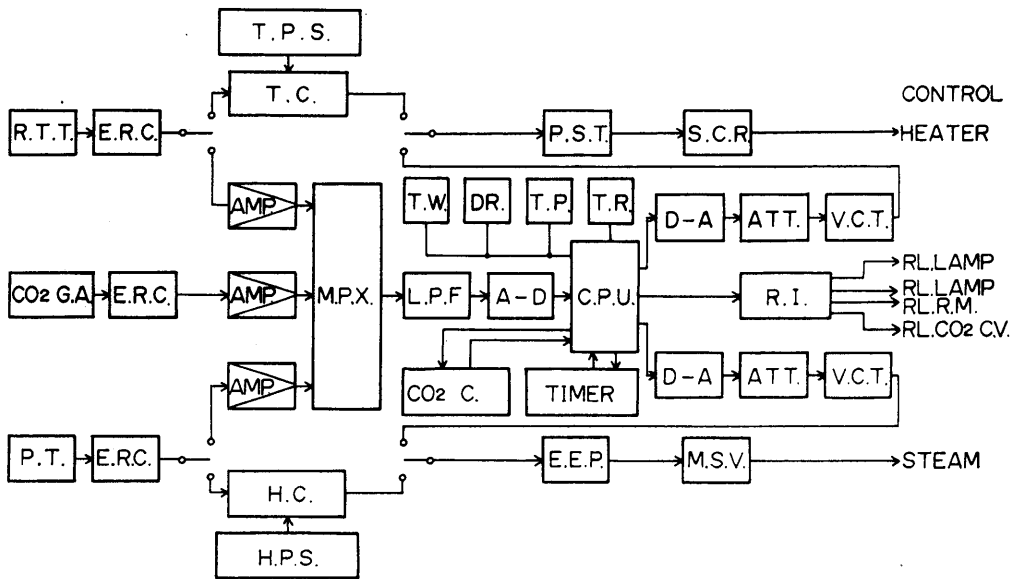 T.P.S.
T.C.
CONTROL
R.T.T.
E.R.C.
P.S.T.
S.C.R.
HEATER
AMP.
T.W.
DR.
T.P.
T.R.
D-A
ATT.
V.C.T.
CO2 G.A.
E.R.C.
AMP
M.P.X.
L.P.F
A-D
C.P.U.
R.I.
RL.LAMP
RL.LAMP
RL.R.M.
RL.CO2 C.V.
AMP
CO2 C.
TIMER
D-A
ATT.
V.C.T.
P.T.
E.R.C.
E.E.P.
M.S.V.
STEAM
H.C.
H.P.S.